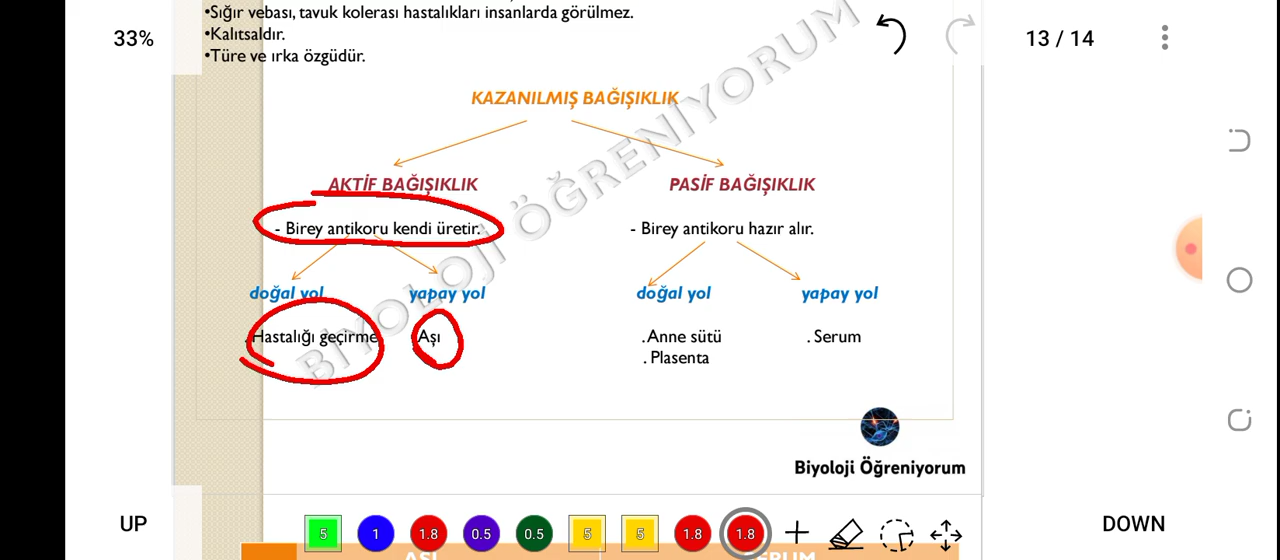 •Sığır vebası, tavuk kolerası hastalıkları insanlarda görülmez.
33%
•Kalıtsaldır.
13 / 14
•Türe ve ırka özgüdür.
KAZANILMIŞ BAĞIŞIKLIK
AKTİF BAĞIŞIKLIK PASİF BAĞIŞIKLIK
- Birey antikoru kendi üretir. - Birey antikoru hazır alır.
doğal yol yapay yol doğal yol yapay yol
. Hastalığı geçirme Aşı . Anne sütü . Serum
. Plasenta
BİYOLOJİ ÖĞRENİYORUM
Biyoloji Öğreniyorum
UP 5 1 1.8 0.5 0.5 5 5 1.8 1.8 DOWN
AŞI SERUM